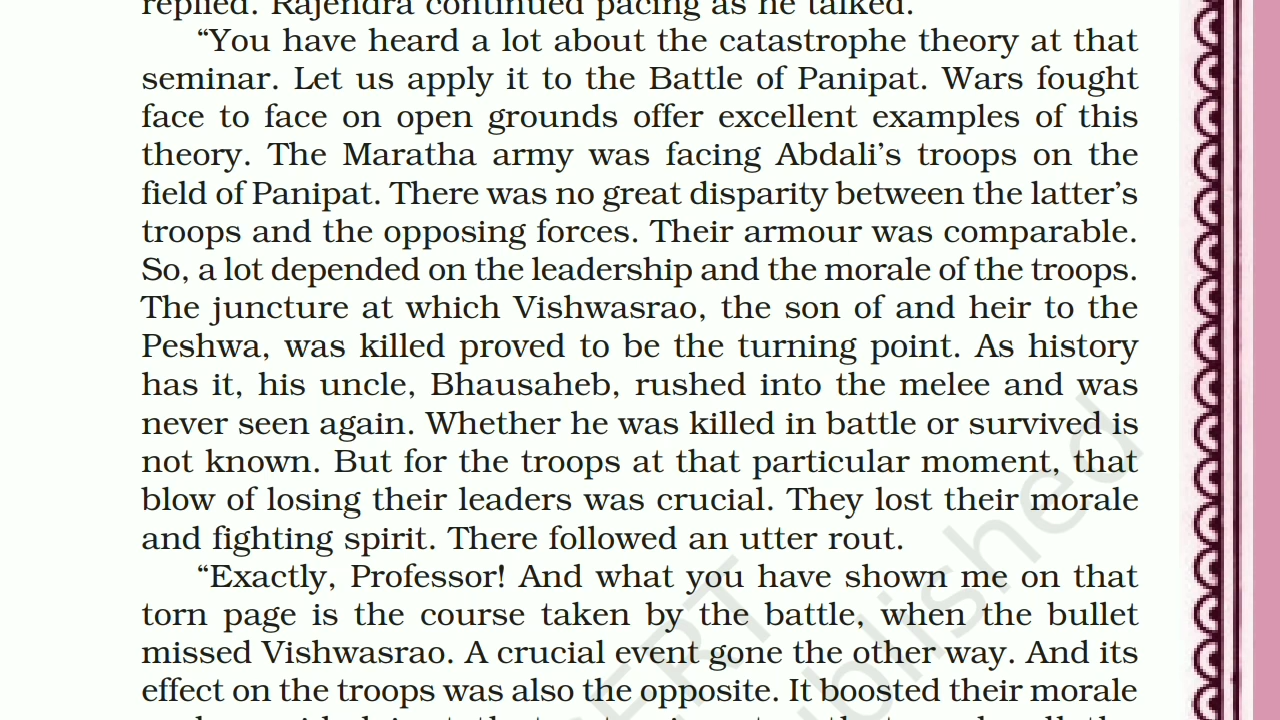 replied. Rajendra continued pacing as he talked.
“You have heard a lot about the catastrophe theory at that
seminar. Let us apply it to the Battle of Panipat. Wars fought
face to face on open grounds offer excellent examples of this
theory. The Maratha army was facing Abdali’s troops on the
field of Panipat. There was no great disparity between the latter’s
troops and the opposing forces. Their armour was comparable.
So, a lot depended on the leadership and the morale of the troops.
The juncture at which Vishwasrao, the son of and heir to the
Peshwa, was killed proved to be the turning point. As history
has it, his uncle, Bhausaheb, rushed into the melee and was
never seen again. Whether he was killed in battle or survived is
not known. But for the troops at that particular moment, that
blow of losing their leaders was crucial. They lost their morale
and fighting spirit. There followed an utter rout.
“Exactly, Professor! And what you have shown me on that
torn page is the course taken by the battle, when the bullet
missed Vishwasrao. A crucial event gone the other way. And its
effect on the troops was also the opposite. It boosted their morale